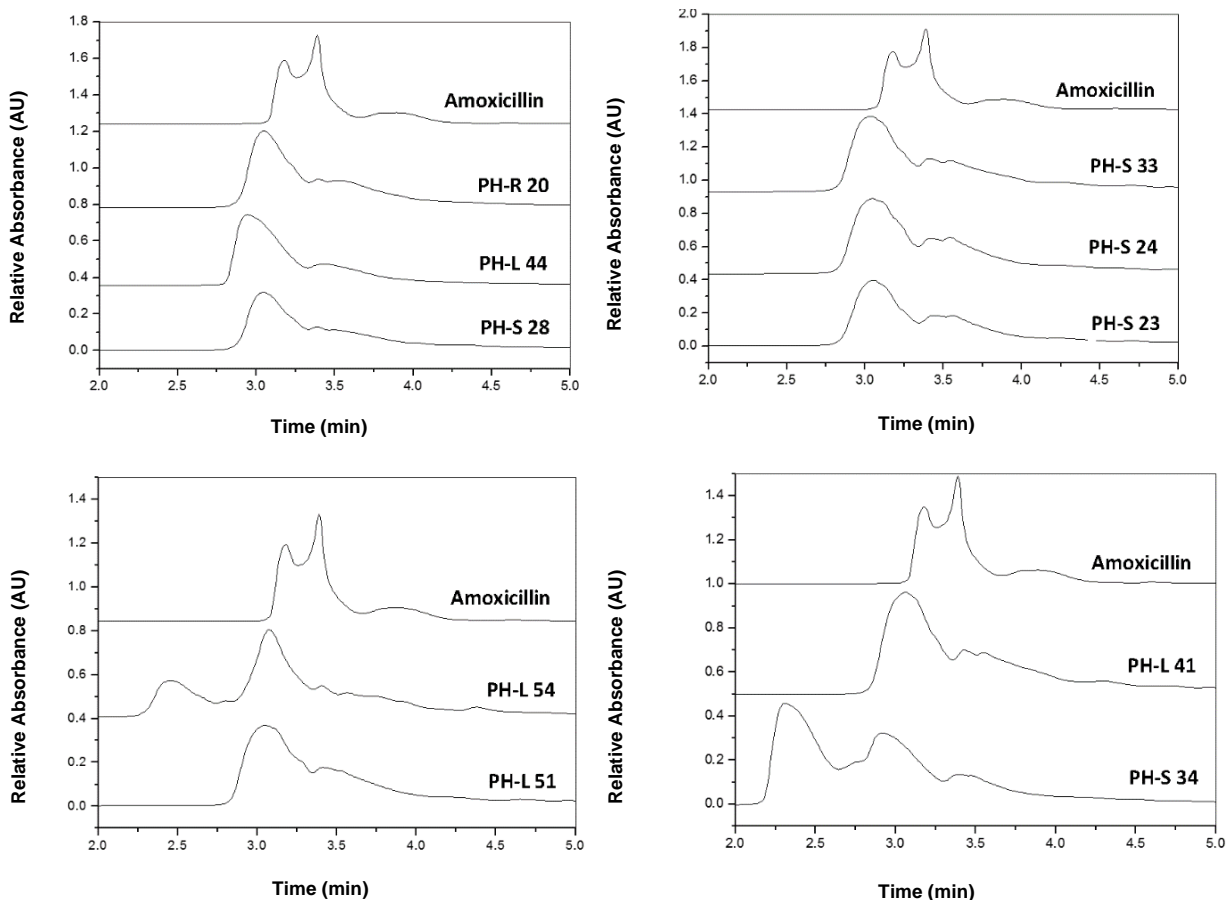 Relative Absorbance (AU)
1.8
1.6
1.4
1.2
1.0
0.8
0.6
0.4
0.2
0.0
Amoxicillin
PH-R 20
PH-L 44
PH-S 28
2.0 2.5 3.0 3.5 4.0 4.5 5.0
Time (min)
Relative Absorbance (AU)
2.0
1.8
1.6
1.4
1.2
1.0
0.8
0.6
0.4
0.2
0.0
Amoxicillin
PH-S 33
PH-S 24
PH-S 23
2.0 2.5 3.0 3.5 4.0 4.5 5.0
Time (min)
Relative Absorbance (AU)
1.4
1.2
1.0
0.8
0.6
0.4
0.2
0.0
Amoxicillin
PH-L 54
PH-L 51
2.0 2.5 3.0 3.5 4.0 4.5 5.0
Time (min)
Relative Absorbance (AU)
1.4
1.2
1.0
0.8
0.6
0.4
0.2
0.0
Amoxicillin
PH-L 41
PH-S 34
2.0 2.5 3.0 3.5 4.0 4.5 5.0
Time (min)